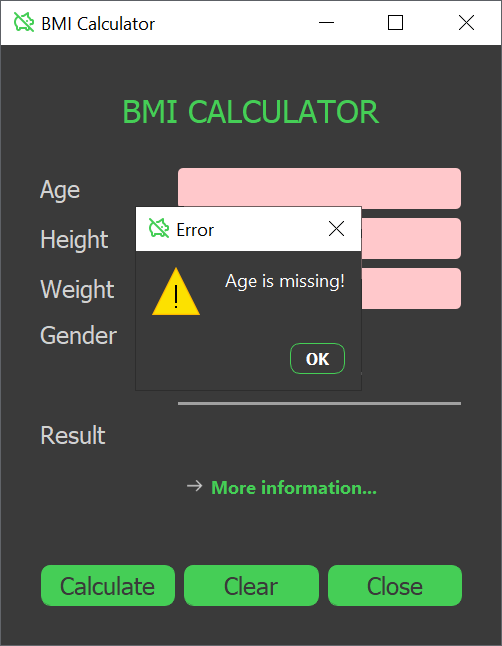 BMI Calculator
BMI CALCULATOR
Age
Height
Weight
Gender
Error
Age is missing!
!
OK
Result
→ More information...
Calculate Clear Close